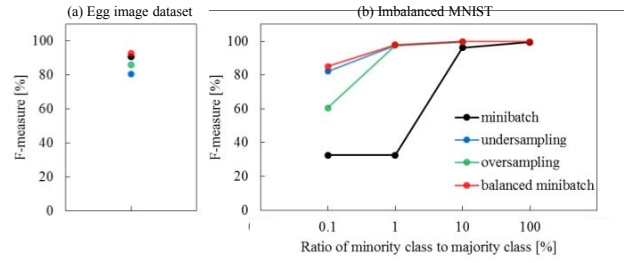 (a) Egg image dataset
(b) Imbalanced MNIST
F-measure [%]
100
80
60
40
20
0
F-measure [%]
100
80
60
40
20
0
minibatch
undersampling
oversampling
balanced minibatch
0.1
1
10
100
Ratio of minority class to majority class [%]